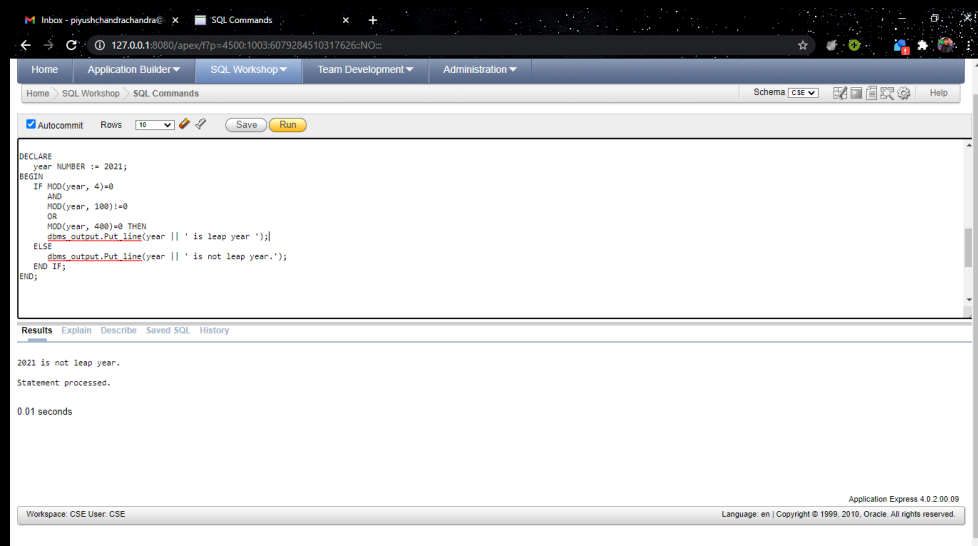 Inbox - piyushchandrachandra@ SQL Commands
127.0.0.1:8080/apex/f?p=4500:1003:6079284510317626::NO:::
Home Application Builder SQL Workshop Team Development Administration
Home SQL Workshop SQL Commands Schema CSE Help
Autocommit Rows 10 Save Run
DECLARE
year NUMBER := 2021;
BEGIN
IF MOD(year, 4)=0
AND
MOD(year, 100)!=0
OR
MOD(year, 400)=0 THEN
dbms_output.Put_line(year || ' is leap year ');
ELSE
dbms_output.Put_line(year || ' is not leap year.');
END IF;
END;
Results Explain Describe Saved SQL History
2021 is not leap year.
Statement processed.
0.01 seconds
Application Express 4.0.2.00.09
Workspace: CSE User: CSE Language: en | Copyright © 1999, 2010, Oracle. All rights reserved.